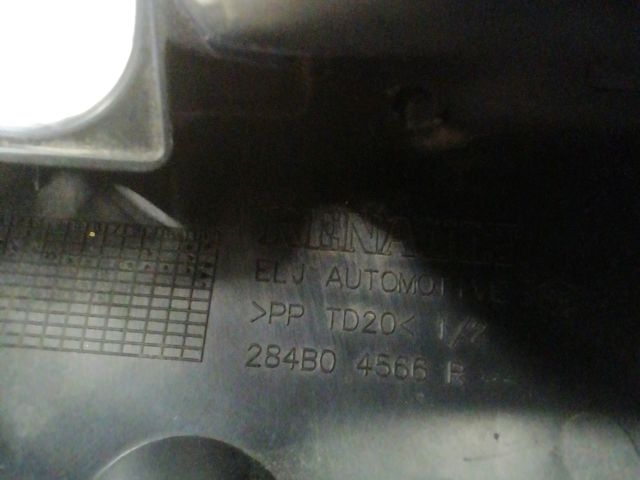 RENAULT
ELJ AUTOMOTIVE
>PP TD20<
284B0 4566 R